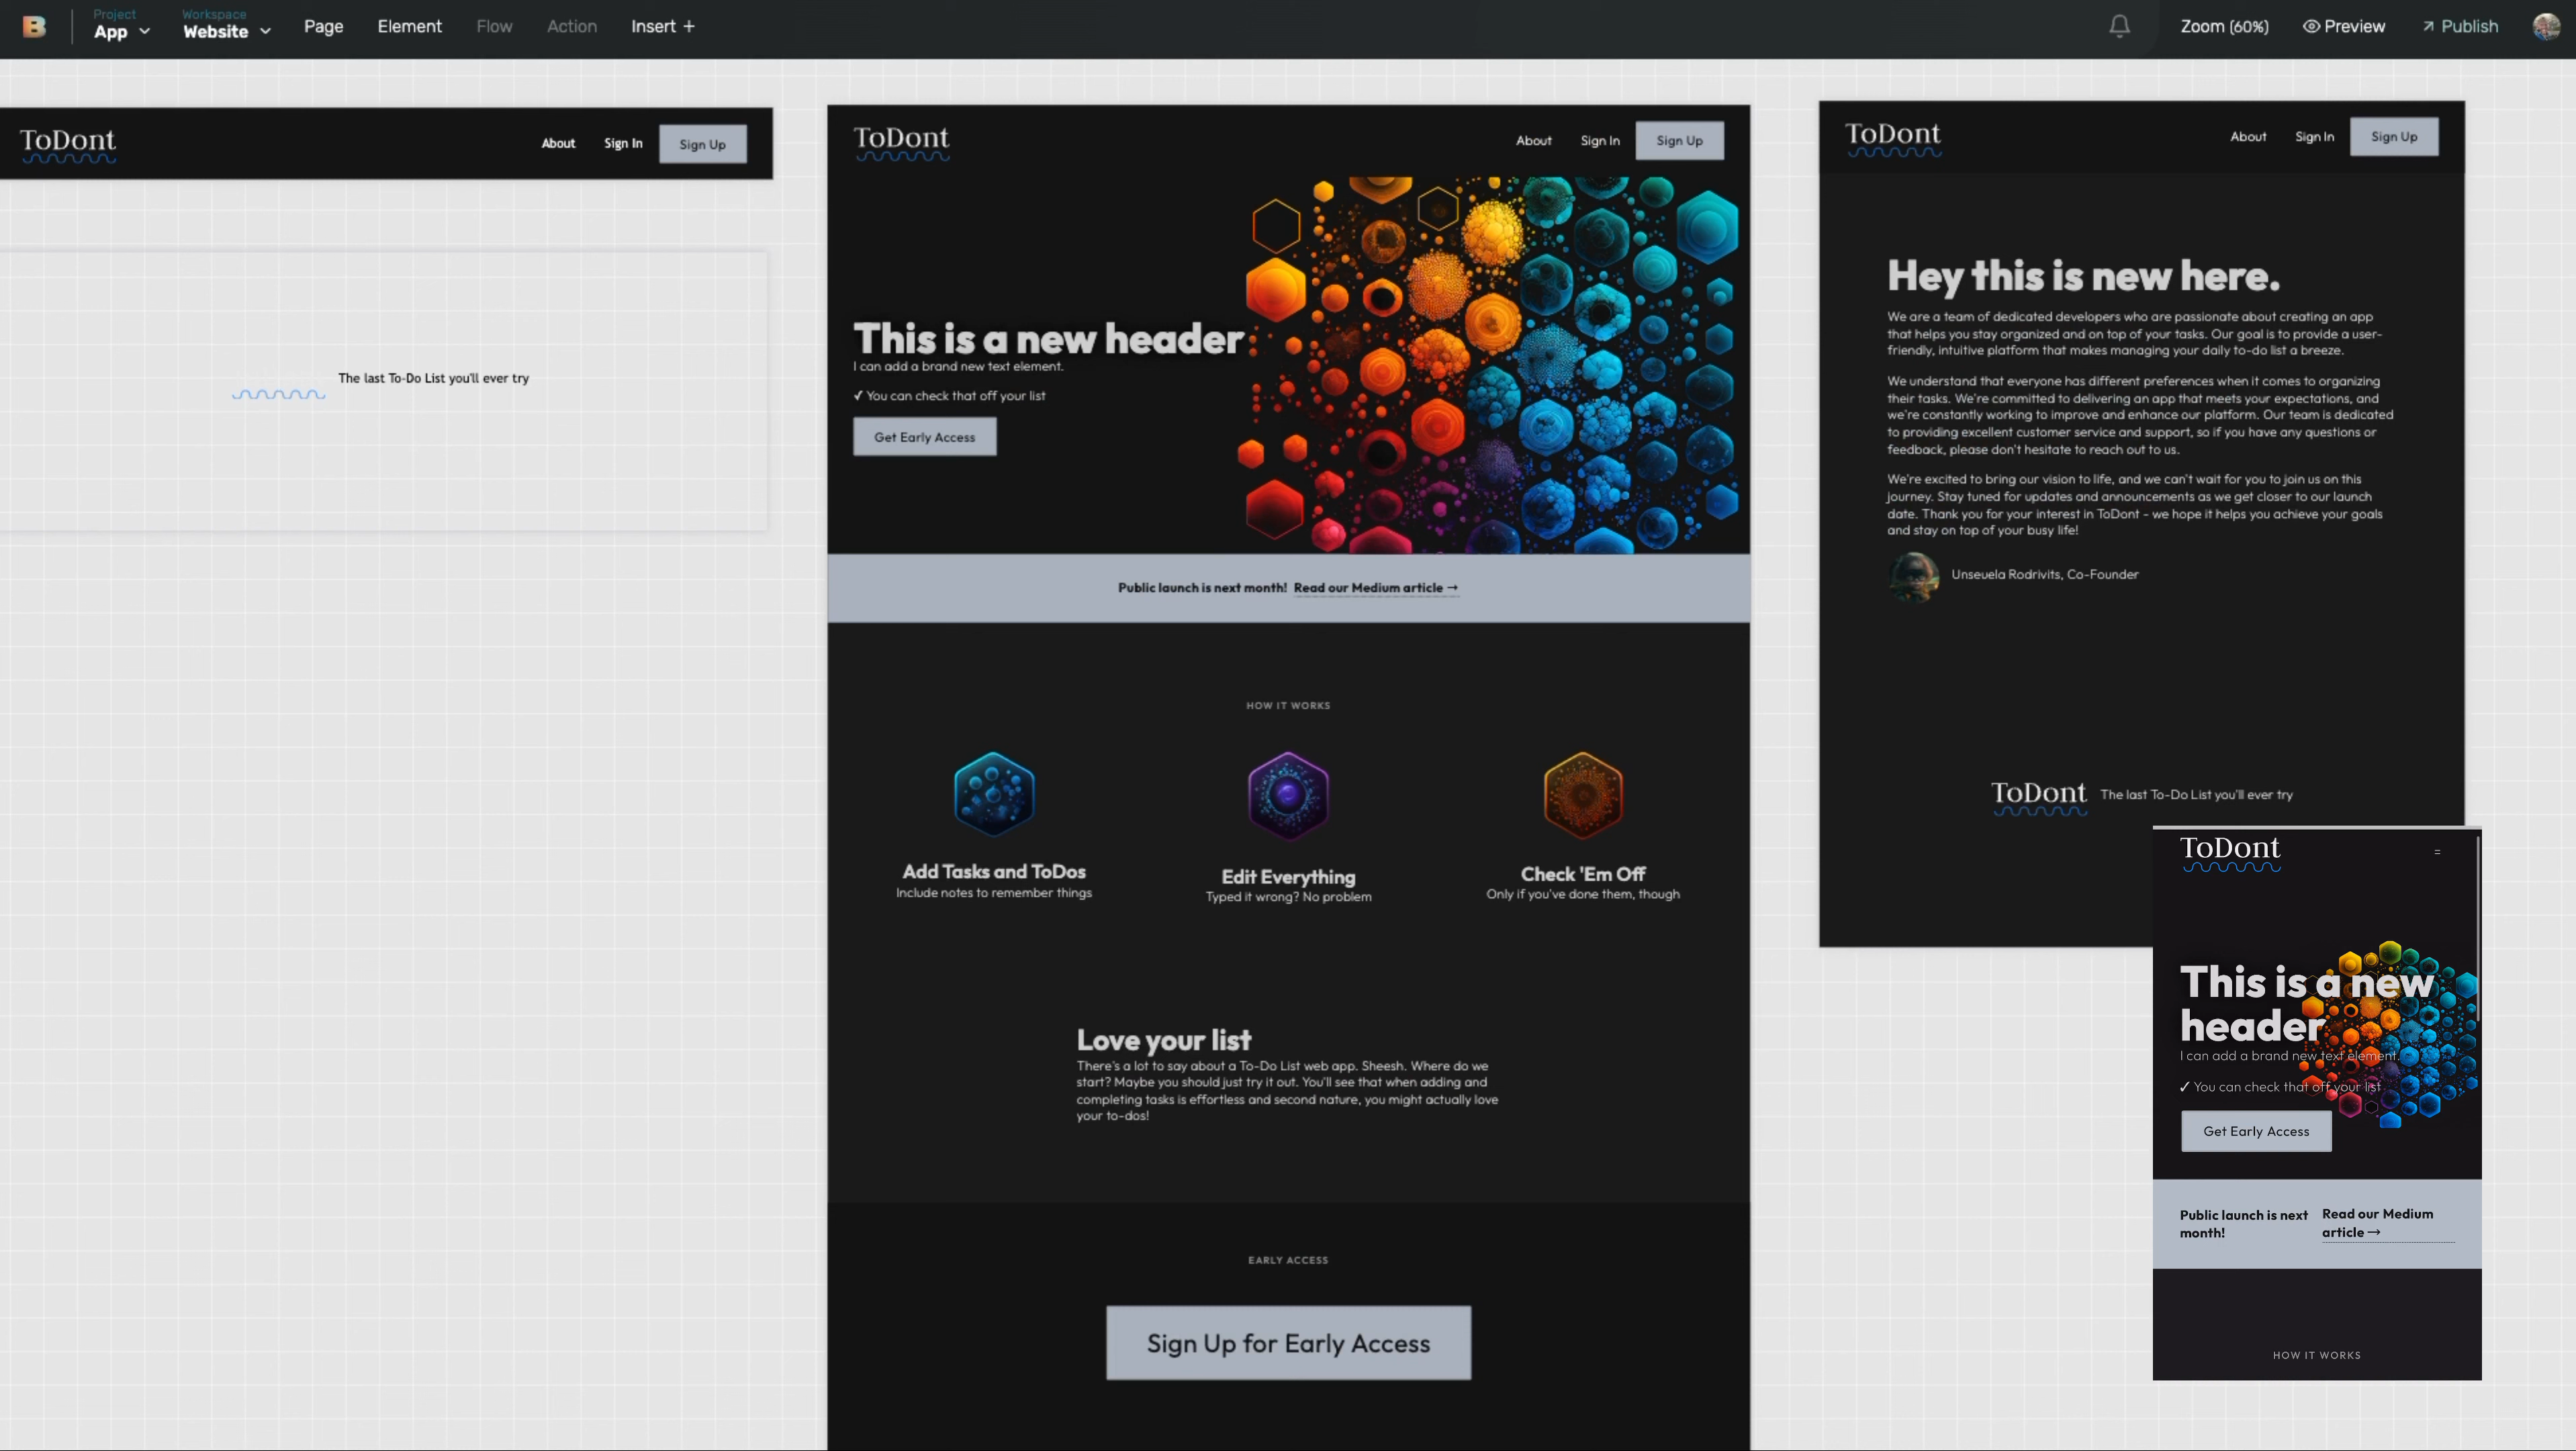 B
Project
App
Workspace
Website
Page
Element
Flow
Action
Insert +
Zoom (60%)
Preview
Publish
ToDont
About
Sign In
Sign Up
The last To-Do List you'll ever try
ToDont
About
Sign In
Sign Up
This is a new header
I can add a brand new text element.
✓ You can check that off your list
Get Early Access
Public launch is next month! Read our Medium article →
HOW IT WORKS
Add Tasks and ToDos
Include notes to remember things
Edit Everything
Typed it wrong? No problem
Check 'Em Off
Only if you've done them, though
Love your list
There's a lot to say about a To-Do List web app. Sheesh. Where do we
start? Maybe you should just try it out. You'll see that when adding and
completing tasks is effortless and second nature, you might actually love
your to-dos!
EARLY ACCESS
Sign Up for Early Access
ToDont
About
Sign In
Sign Up
Hey this is new here.
We are a team of dedicated developers who are passionate about creating an app
that helps you stay organized and on top of your tasks. Our goal is to provide a user-
friendly, intuitive platform that makes managing your daily to-do list a breeze.
We understand that everyone has different preferences when it comes to organizing
their tasks. We're committed to delivering an app that meets your expectations, and
we're constantly working to improve and enhance our platform. Our team is dedicated
to providing excellent customer service and support, so if you have any questions or
feedback, please don't hesitate to reach out to us.
We're excited to bring our vision to life, and we can't wait for you to join us on this
journey. Stay tuned for updates and announcements as we get closer to our launch
date. Thank you for your interest in ToDont - we hope it helps you achieve your goals
and stay on top of your busy life!
Unseuela Rodrivits, Co-Founder
ToDont
The last To-Do List you'll ever try
ToDont
This is a new
header
I can add a brand new text element.
✓ You can check that off your list
Get Early Access
Public launch is next
month!
Read our Medium
article →
HOW IT WORKS